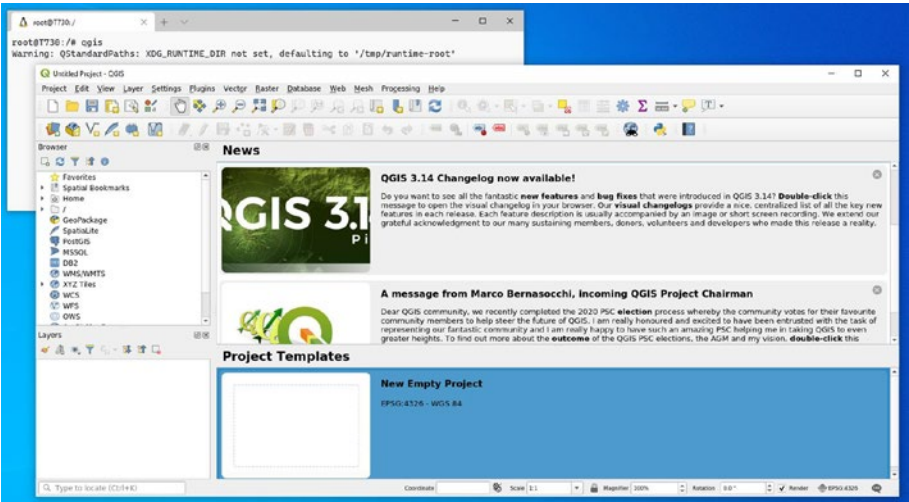 root@T730: /
root@T730:/# qgis
Warning: QStandardPaths: XDG_RUNTIME_DIR not set, defaulting to '/tmp/runtime-root'
Untitled Project - QGIS
Project Edit View Layer Settings Plugins Vector Raster Database Web Mesh Processing Help
Browser
Favorites
Spatial Bookmarks
Home
/
GeoPackage
SpatiaLite
PostGIS
MSSQL
DB2
WMS/WMTS
XYZ Tiles
WCS
WFS
OWS
Layers
News
QGIS 3.1
Pi
QGIS 3.14 Changelog now available!
Do you want to see all the fantastic new features and bug fixes that were introduced in QGIS 3.14? Double-click this
message to open the visual changelog in your browser. Our visual changelogs provide a nice, centralized list of all the key new
features in each release. Each feature description is usually accompanied by an image or short screen recording. We extend our
grateful acknowledgment to our many sustaining members, donors, volunteers and developers who made this release a reality.
A message from Marco Bernasocchi, incoming QGIS Project Chairman
Dear QGIS community, we recently completed the 2020 PSC election process whereby the community votes for their favourite
community members to help steer the future of QGIS. I am really honoured and excited to have been entrusted with the task of
representing our fantastic community and I am really happy to have such an amazing PSC helping me in taking QGIS to even
greater heights. To find out more about the outcome of the QGIS PSC elections, the AGM and my vision, double-click this
Project Templates
New Empty Project
EPSG:4326 - WGS 84
Type to locate (Ctrl+K)
Coordinate
Scale 1:1
Magnifier 100%
Rotation 0.0 °
Render
EPSG:4326